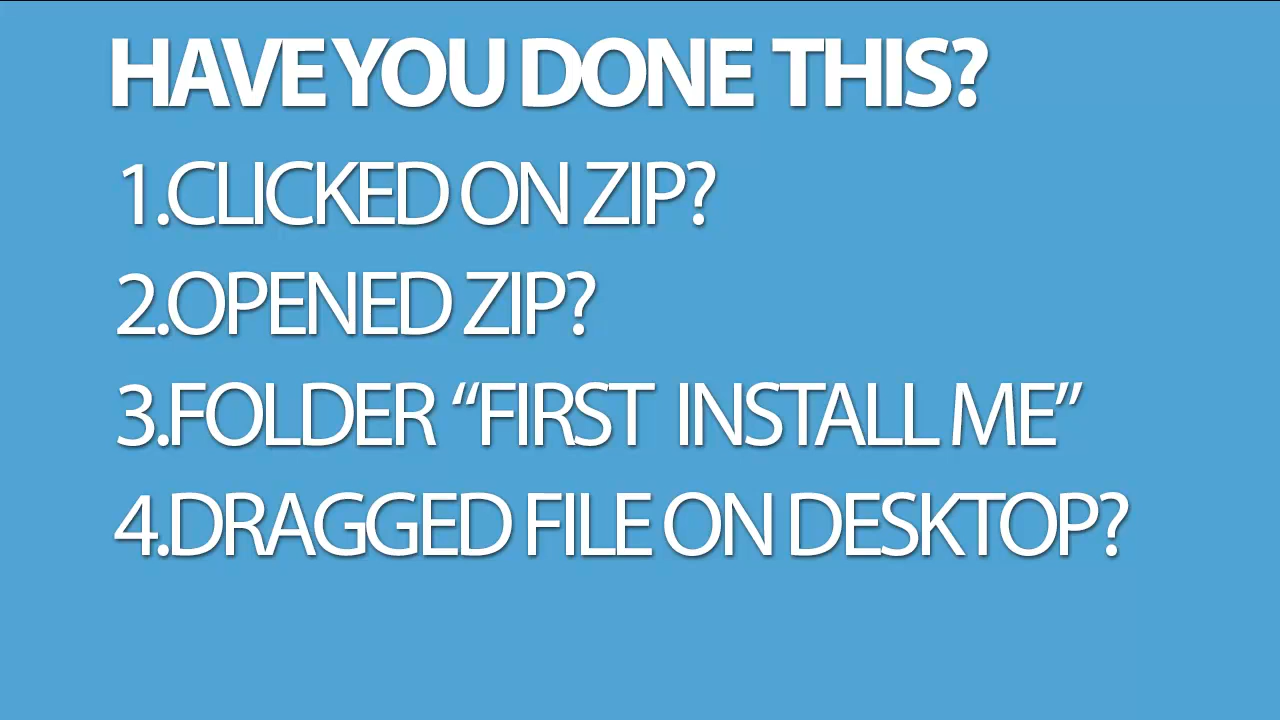 HAVE YOU DONE THIS?
1.CLICKED ON ZIP?
2.OPENED ZIP?
3.FOLDER “FIRST INSTALL ME”
4.DRAGGED FILE ON DESKTOP?